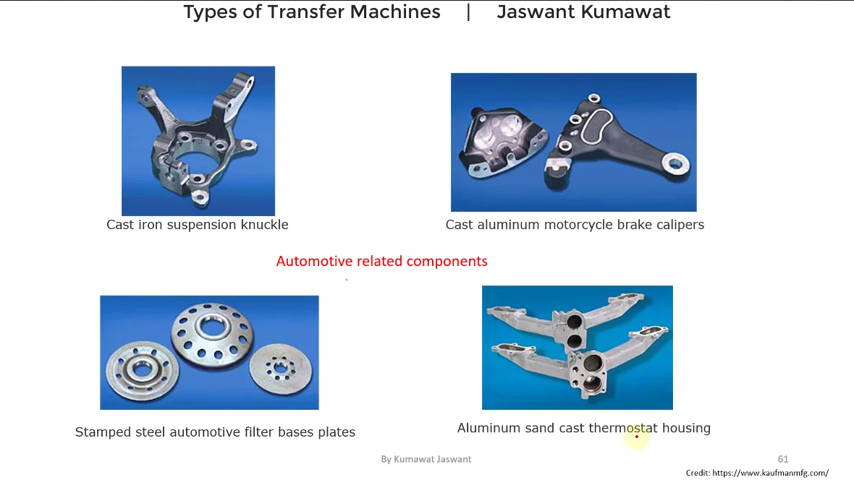 Types of Transfer Machines | Jaswant Kumawat
Cast iron suspension knuckle
Cast aluminum motorcycle brake calipers
Automotive related components
Stamped steel automotive filter bases plates
Aluminum sand cast thermostat housing
By Kumawat Jaswant
61
Credit: https://www.kaufmanmfg.com/